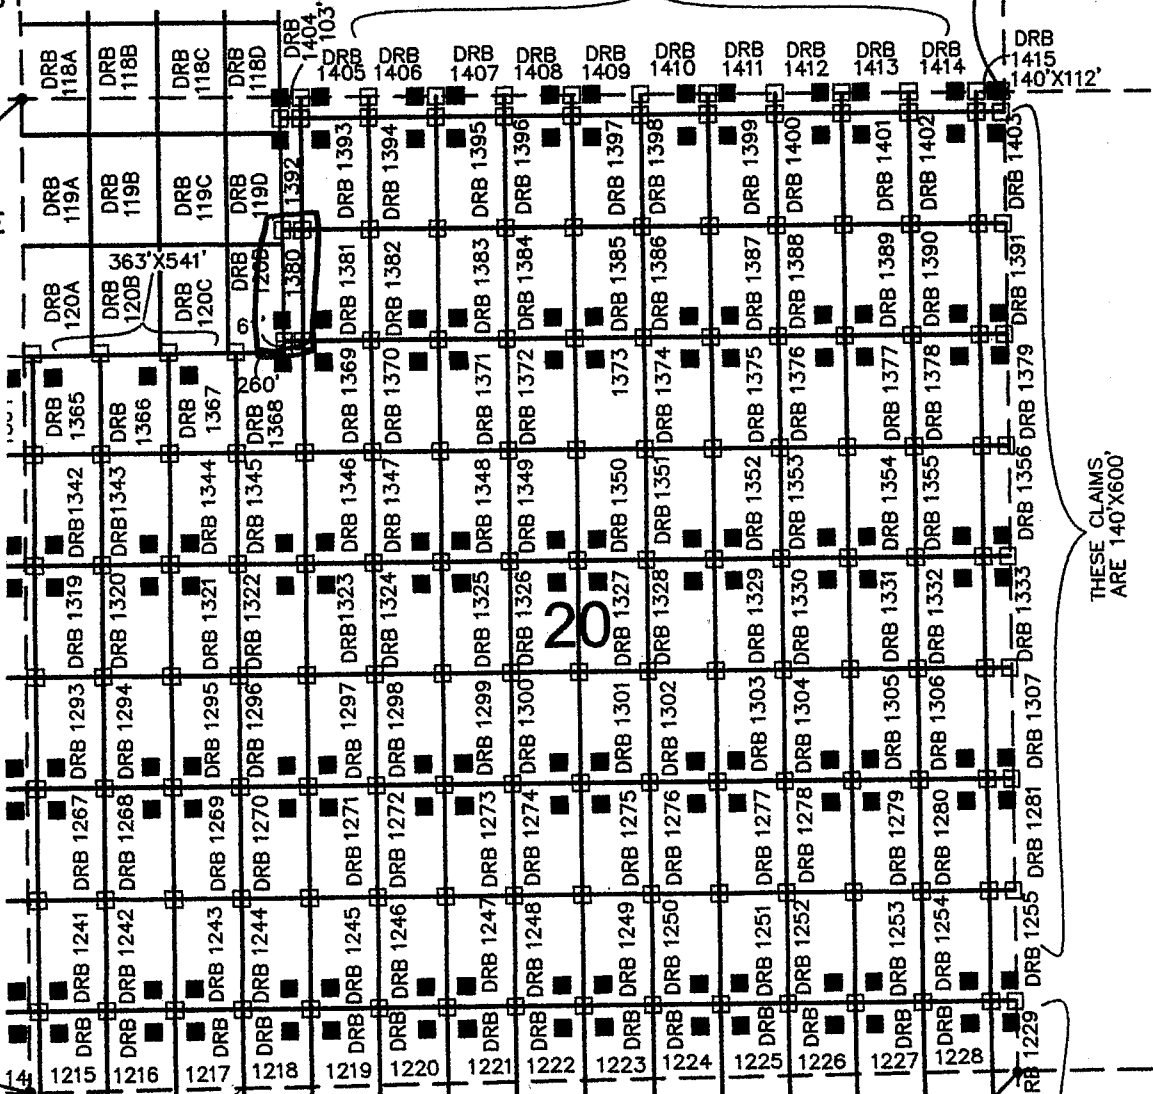 DRB 1404
103'
DRB 118A
DRB 118B
DRB 118C
DRB 118D
DRB 1405
DRB 1406
DRB 1407
DRB 1408
DRB 1409
DRB 1410
DRB 1411
DRB 1412
DRB 1413
DRB 1414
DRB 1415
140'X112'
DRB 119A
DRB 119B
DRB 119C
DRB 119D
1392
DRB 1393
DRB 1394
DRB 1395
DRB 1396
DRB 1397
DRB 1398
DRB 1399
DRB 1400
DRB 1401
DRB 1402
DRB 1403
363'X541'
DRB 120A
DRB 120B
DRB 120C
DRB 120D
1380
DRB 1381
DRB 1382
DRB 1383
DRB 1384
DRB 1385
DRB 1386
DRB 1387
DRB 1388
DRB 1389
DRB 1390
DRB 1391
260'
DRB 1365
DRB 1366
DRB 1367
DRB 1368
DRB 1369
DRB 1370
DRB 1371
DRB 1372
1373
DRB 1374
DRB 1375
DRB 1376
DRB 1377
DRB 1378
DRB 1379
DRB1342
DRB1343
DRB 1344
DRB 1345
DRB 1346
DRB 1347
DRB 1348
DRB 1349
DRB 1350
DRB 1351
DRB 1352
DRB 1353
DRB 1354
DRB 1355
DRB 1356
THESE CLAIMS,
ARE 140'X600'
DRB 1319
DRB 1320
DRB 1321
DRB 1322
DRB1323
DRB 1324
DRB 1325
DRB 1326
20
DRB 1327
DRB 1328
DRB 1329
DRB 1330
DRB 1331
DRB 1332
DRB 1333
DRB 1293
DRB 1294
DRB 1295
DRB 1296
DRB 1297
DRB 1298
DRB 1299
DRB 1300
DRB 1301
DRB 1302
DRB 1303
DRB 1304
DRB 1305
DRB 1306
DRB 1307
DRB 1267
DRB 1268
DRB 1269
DRB 1270
DRB 1271
DRB 1272
DRB 1273
DRB 1274
DRB 1275
DRB 1276
DRB 1277
DRB 1278
DRB 1279
DRB 1280
DRB 1281
DRB 1241
DRB 1242
DRB 1243
DRB 1244
DRB 1245
DRB 1246
DRB 1247
DRB 1248
DRB 1249
DRB 1250
DRB 1251
DRB 1252
DRB 1253
DRB 1254
DRB 1255
DRB 1215
DRB 1216
DRB 1217
DRB 1218
DRB 1219
DRB 1220
DRB 1221
DRB 1222
DRB 1223
DRB 1224
DRB 1225
DRB 1226
DRB 1227
DRB 1228
RB 1229